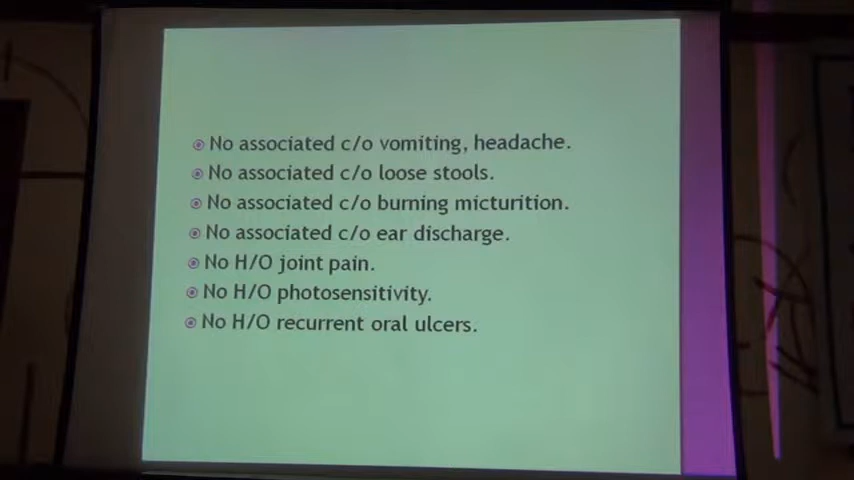 No associated c/o vomiting, headache.
No associated c/o loose stools.
No associated c/o burning micturition.
No associated c/o ear discharge.
No H/O joint pain.
No H/O photosensitivity.
No H/O recurrent oral ulcers.